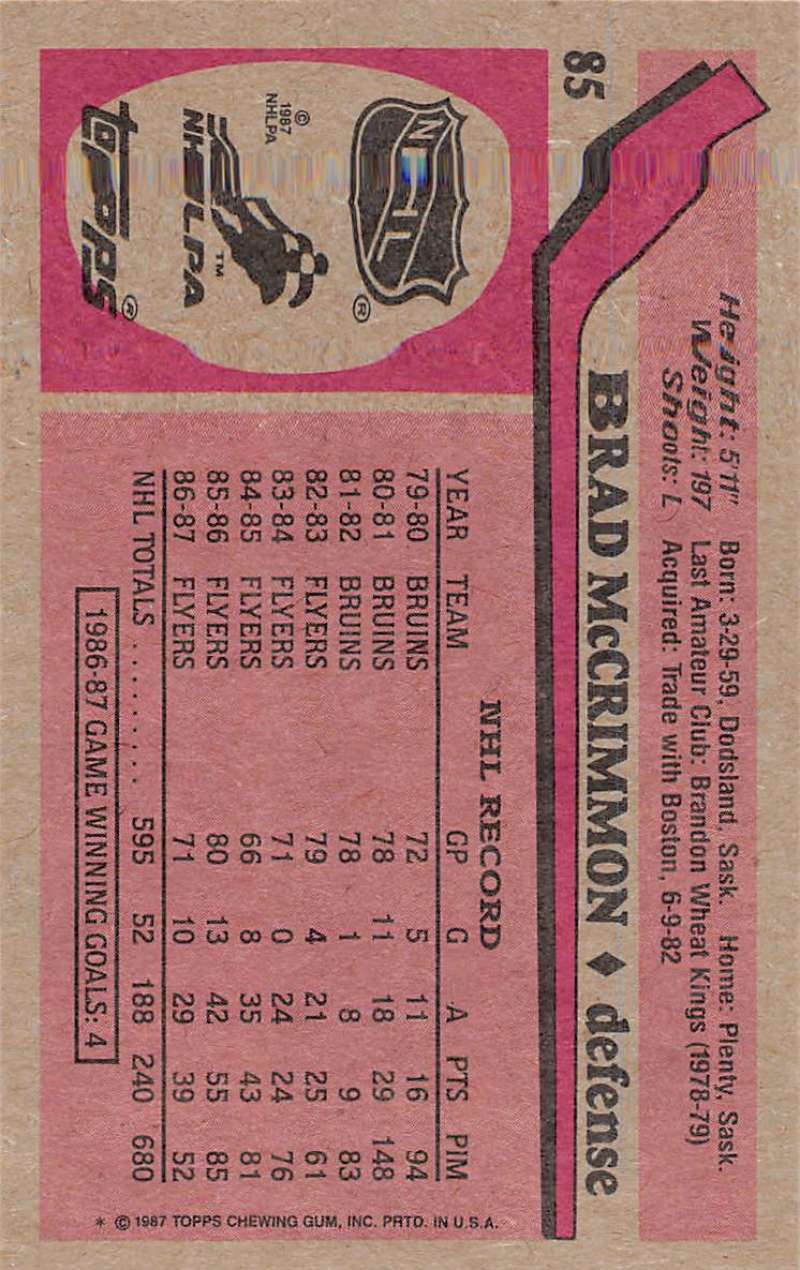 85
Height: 5'11" Born: 3-29-59, Dodsland, Sask. Home: Plenty, Sask.
Weight: 197 Last Amateur Club: Brandon Wheat Kings (1978-79)
Shoots: L Acquired: Trade with Boston, 6-9-82
BRAD McCRIMMON ♦ defense
NHL
®
© 1987 NHLPA
NHLPA
TM
TOPPS
®
NHL RECORD
YEAR TEAM GP G A PTS PIM
79-80 BRUINS 72 5 11 16 94
80-81 BRUINS 78 11 18 29 148
81-82 BRUINS 78 1 8 9 83
82-83 FLYERS 79 4 21 25 61
83-84 FLYERS 71 0 24 24 76
84-85 FLYERS 66 8 35 43 81
85-86 FLYERS 80 13 42 55 85
86-87 FLYERS 71 10 29 39 52
NHL TOTALS ........ 595 52 188 240 680
1986-87 GAME WINNING GOALS: 4
* © 1987 TOPPS CHEWING GUM, INC. PRTD. IN U.S.A.